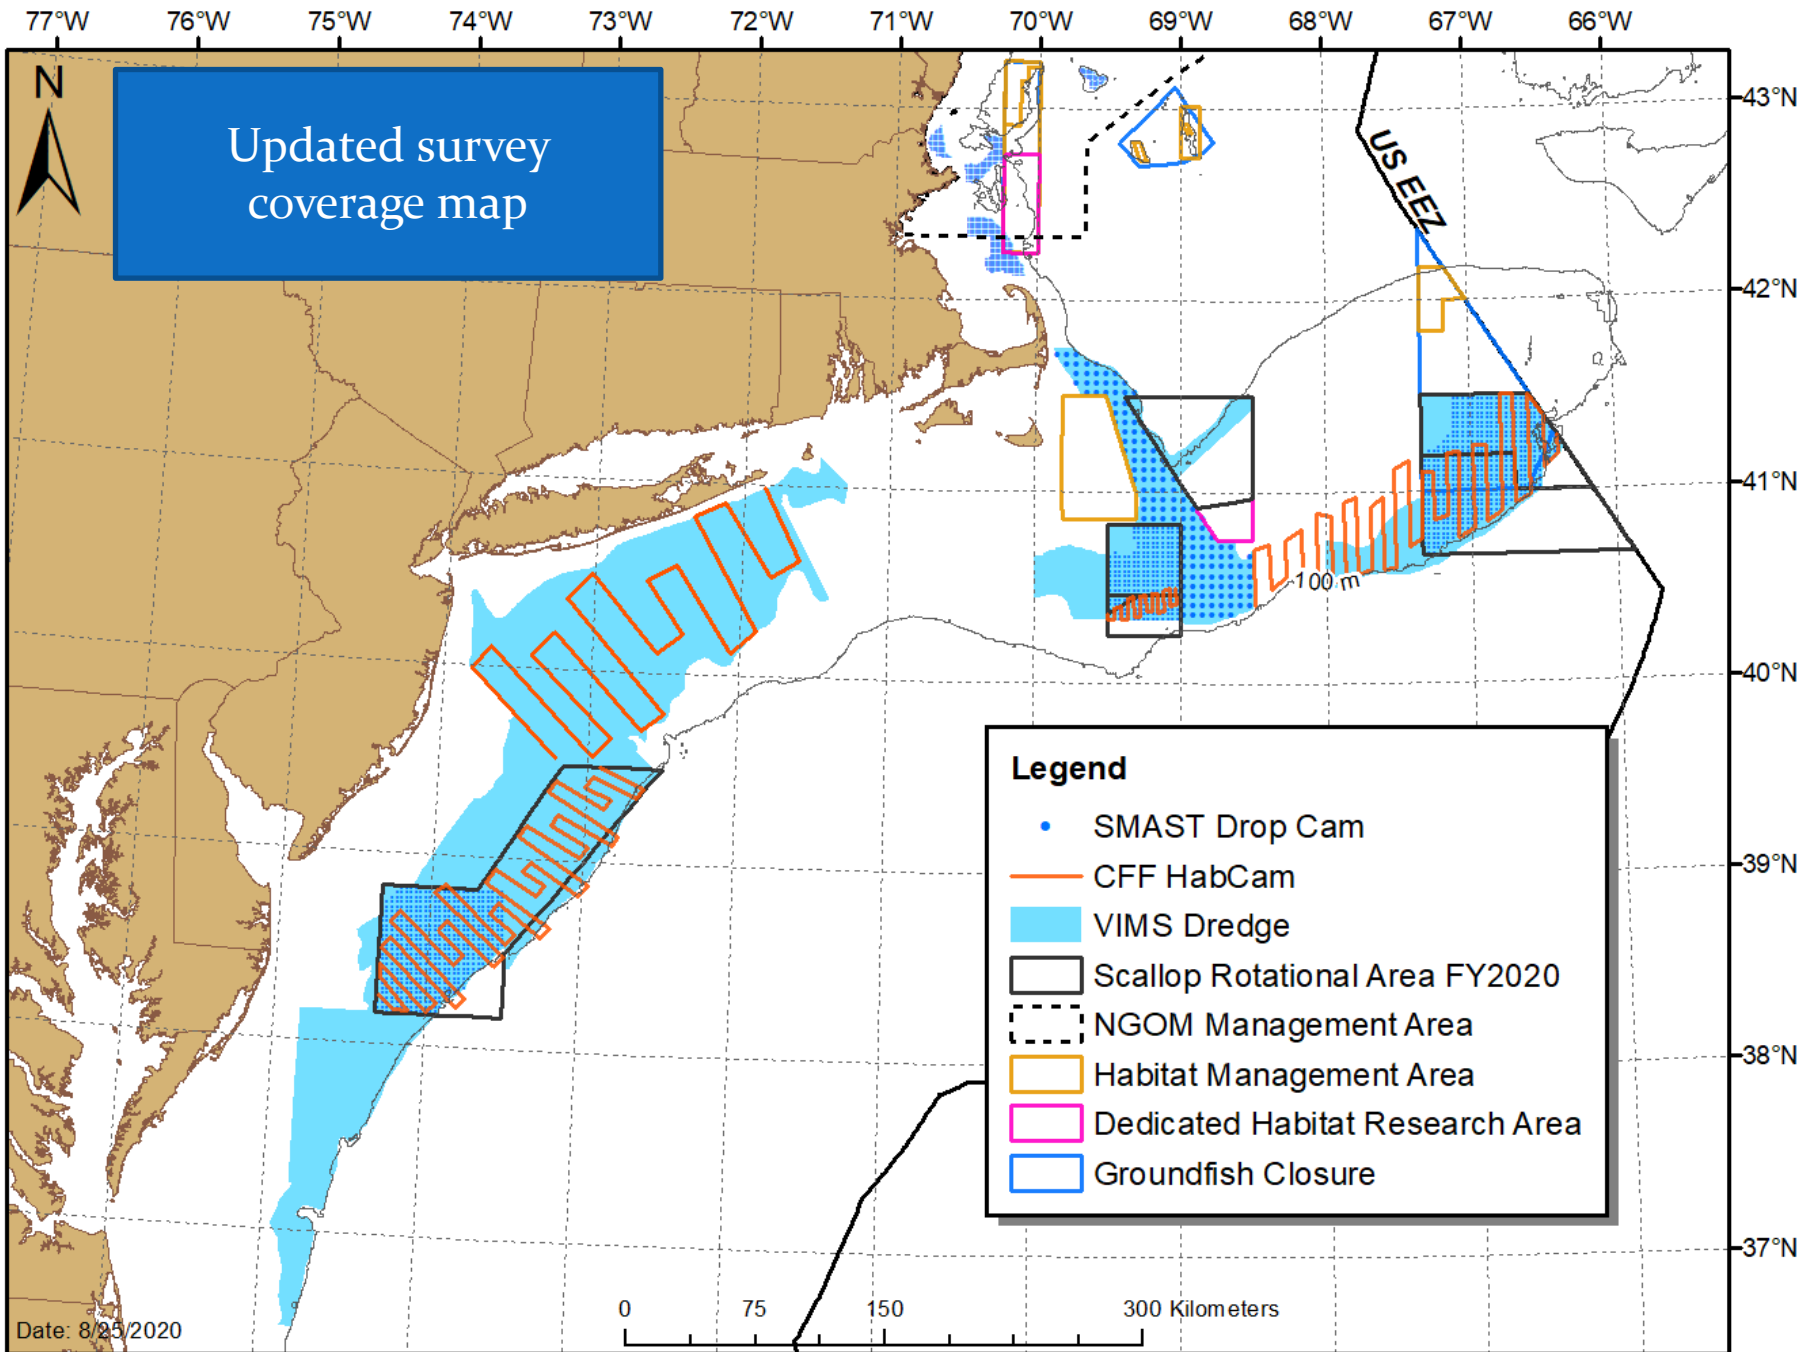 77°W 76°W 75°W 74°W 73°W 72°W 71°W 70°W 69°W 68°W 67°W 66°W
N
Updated survey
coverage map
43°N
US EEZ
42°N
41°N
100 m
40°N
39°N
38°N
37°N
Legend
SMAST Drop Cam
CFF HabCam
VIMS Dredge
Scallop Rotational Area FY2020
NGOM Management Area
Habitat Management Area
Dedicated Habitat Research Area
Groundfish Closure
0 75 150 300 Kilometers
Date: 8/25/2020